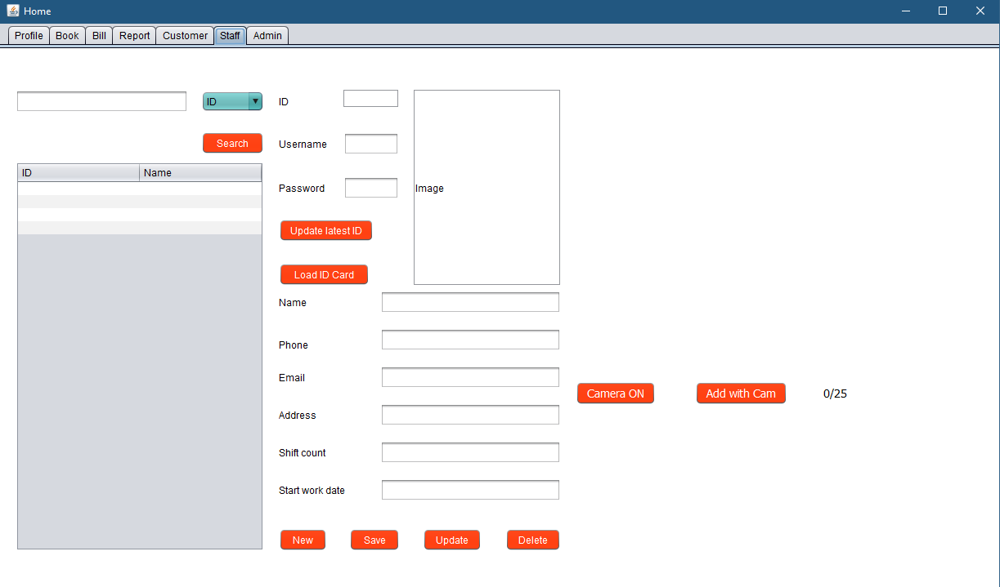 Home
Profile Book Bill Report Customer Staff Admin
ID
Search
ID Name
ID
Username
Password
Update latest ID
Load ID Card
Image
Name
Phone
Email
Address
Shift count
Start work date
New Save Update Delete
Camera ON Add with Cam 0/25